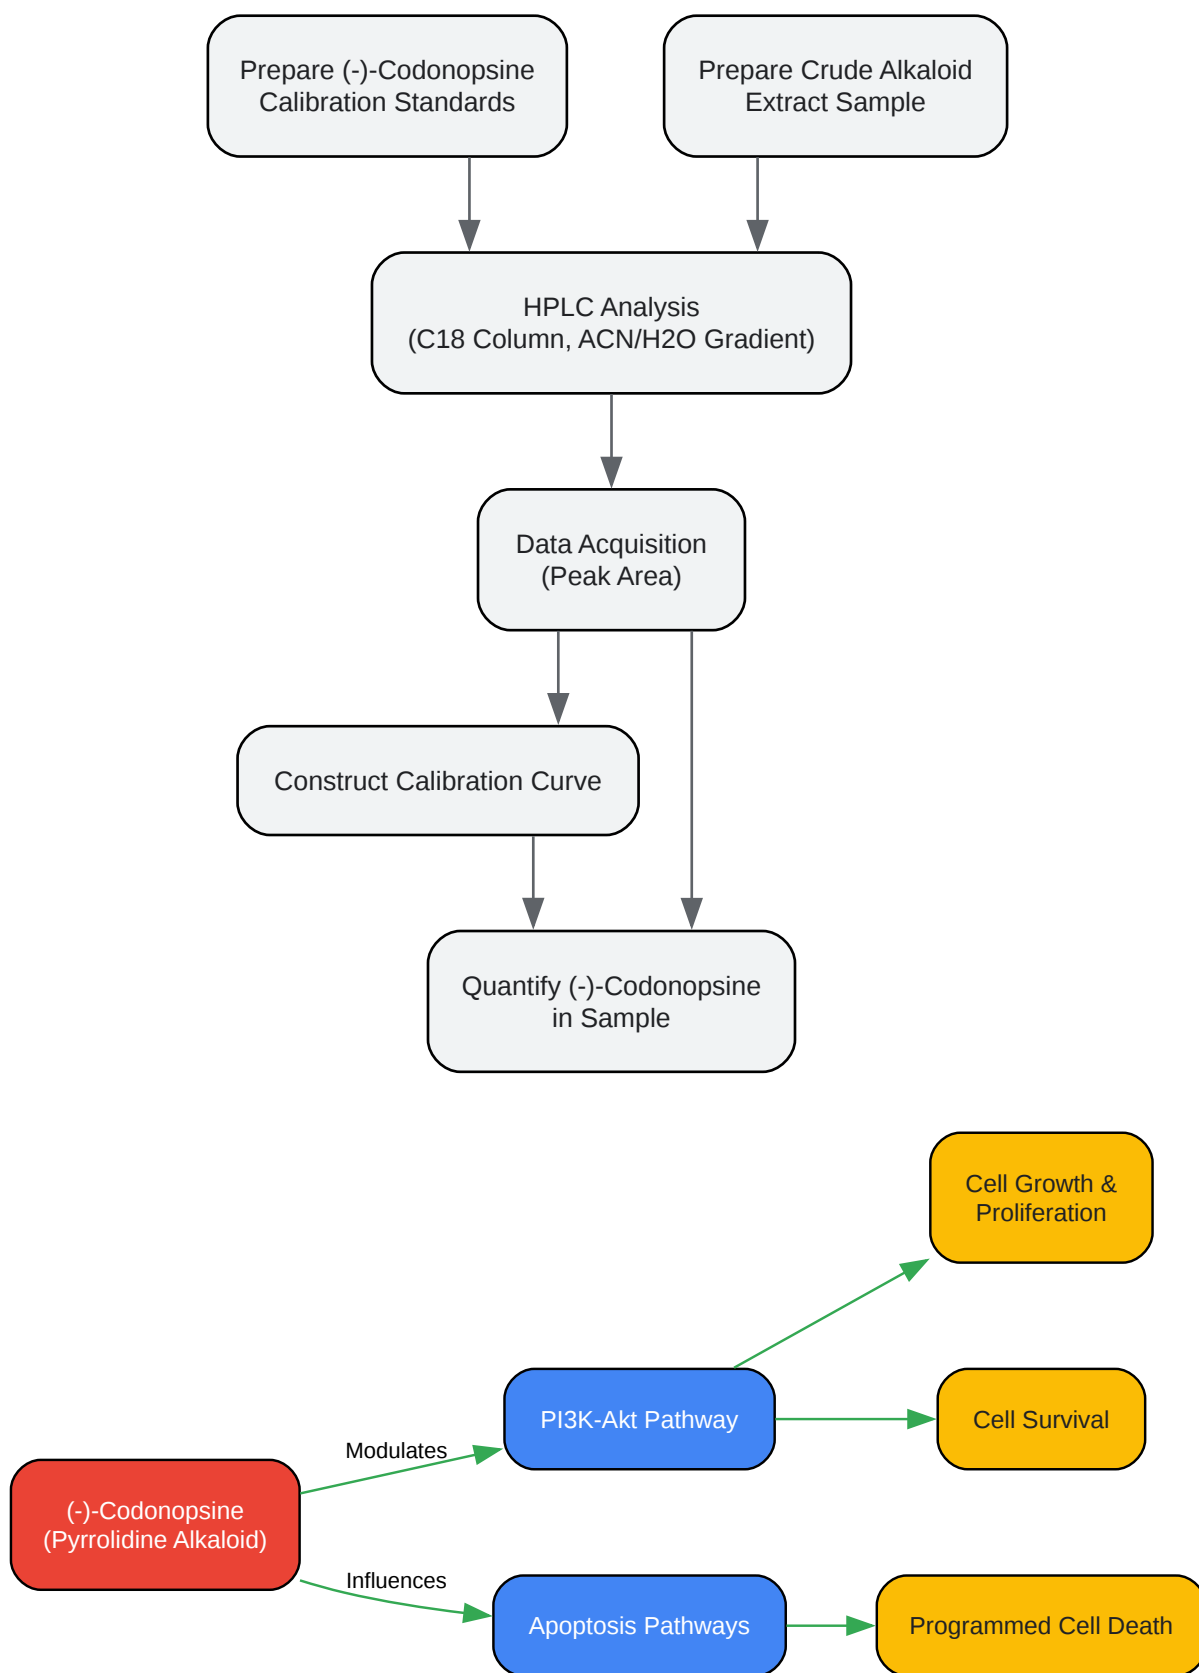 Prepare (-)-Codonopsine
Calibration Standards
Prepare Crude Alkaloid
Extract Sample
HPLC Analysis
(C18 Column, ACN/H2O Gradient)
Data Acquisition
(Peak Area)
Construct Calibration Curve
Quantify (-)-Codonopsine
in Sample
Cell Growth &
Proliferation
PI3K-Akt Pathway
Cell Survival
Modulates
(-)-Codonopsine
(Pyrrolidine Alkaloid)
Influences
Apoptosis Pathways
Programmed Cell Death